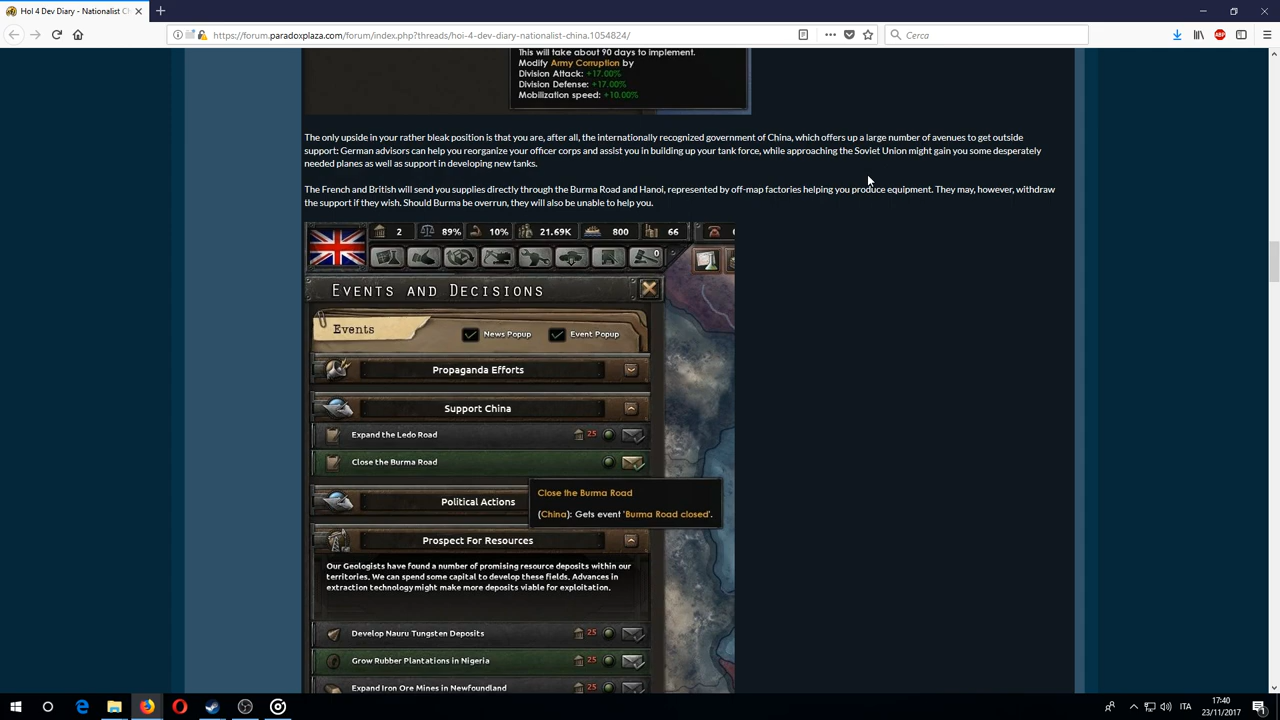 HoI 4 Dev Diary - Nationalist Ch
https://forum.paradoxplaza.com/forum/index.php?threads/hoi-4-dev-diary-nationalist-china.1054824/
Cerca
This will take about 90 days to implement.
Modify Army Corruption by
Division Attack: +17.00%
Division Defense: +17.00%
Mobilization speed: +10.00%
The only upside in your rather bleak position is that you are, after all, the internationally recognized government of China, which offers up a large number of avenues to get outside
support: German advisors can help you reorganize your officer corps and assist you in building up your tank force, while approaching the Soviet Union might gain you some desperately
needed planes as well as support in developing new tanks.
The French and British will send you supplies directly through the Burma Road and Hanoi, represented by off-map factories helping you produce equipment. They may, however, withdraw
the support if they wish. Should Burma be overrun, they will also be unable to help you.
2 89% 10% 21.69K 800 66
0
Events and Decisions
Events
News Popup
Event Popup
Propaganda Efforts
Support China
Expand the Ledo Road 25
Close the Burma Road
Close the Burma Road
Political Actions
(China): Gets event 'Burma Road closed'.
Prospect For Resources
Our Geologists have found a number of promising resource deposits within our
territories. We can spend some capital to develop these fields. Advances in
extraction technology might make more deposits viable for exploitation.
Develop Nauru Tungsten Deposits 25
Grow Rubber Plantations in Nigeria 25
Expand Iron Ore Mines in Newfoundland 25
ABP
ITA
17:40
23/11/2017
1